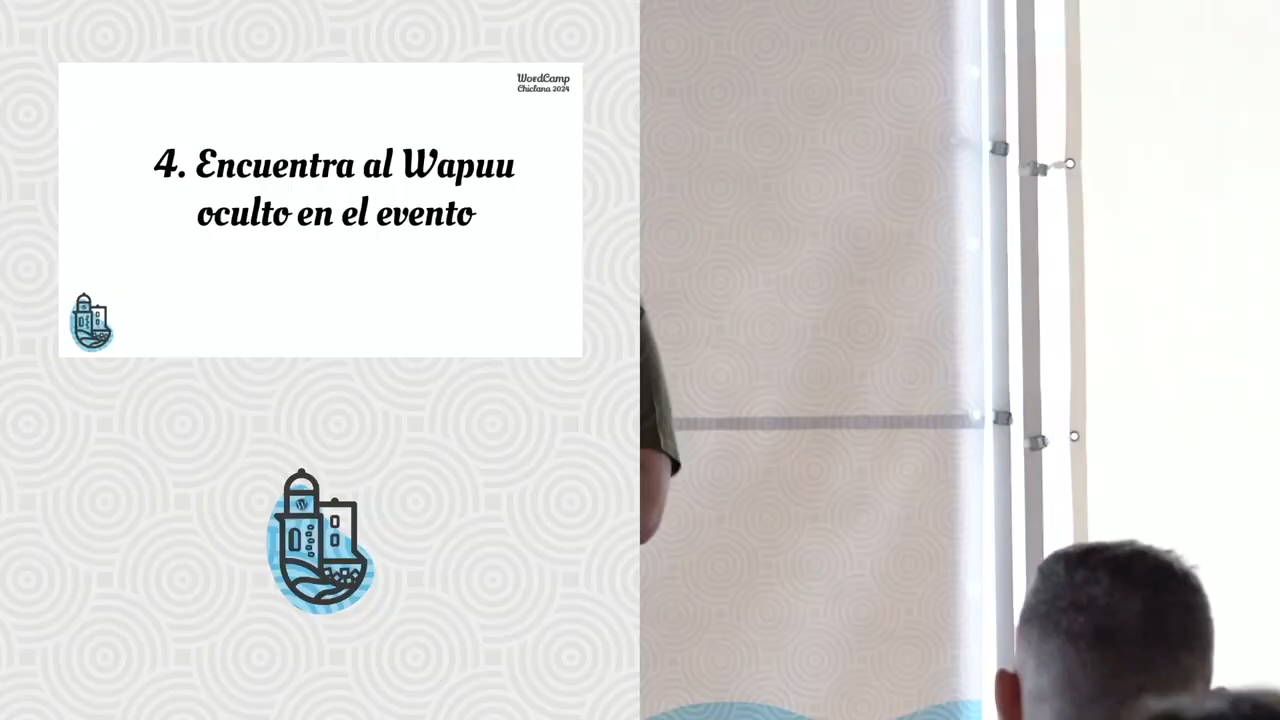 WordCamp
Chiclana 2024
4. Encuentra al Wapuu
oculto en el evento